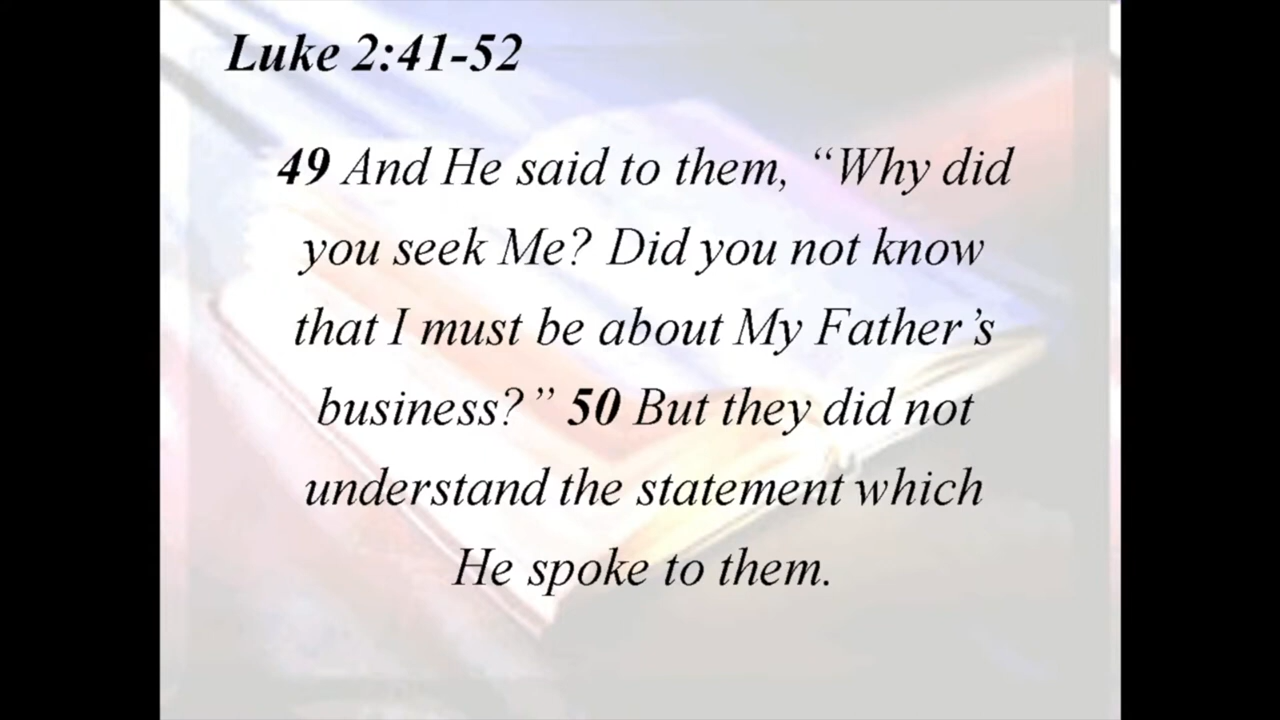 Luke 2:41-52
49 And He said to them, “Why did
you seek Me? Did you not know
that I must be about My Father’s
business?” 50 But they did not
understand the statement which
He spoke to them.